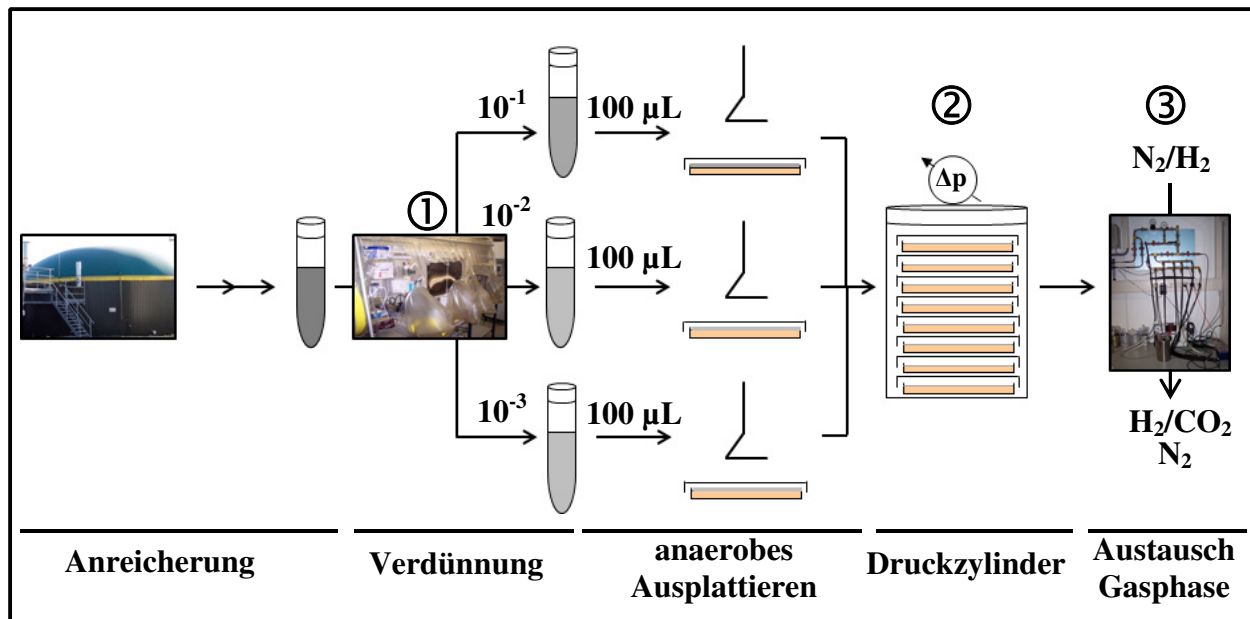 10⁻¹
100 µL
②
③
N₂/H₂
Δp
①
10⁻²
100 µL
10⁻³
100 µL
H₂/CO₂
N₂
Anreicherung
Verdünnung
anaerobes
Ausplattieren
Druckzylinder
Austausch
Gasphase